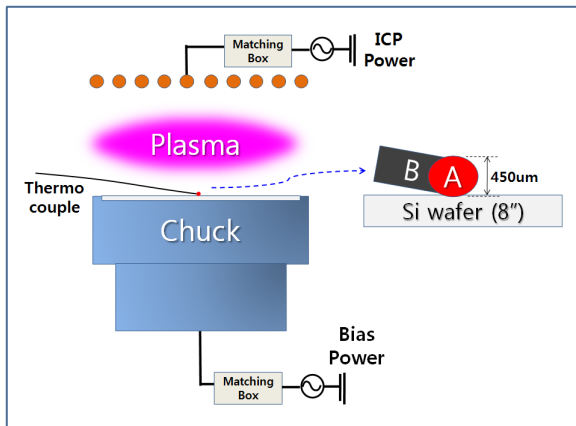 Matching
Box
ICP
Power
Plasma
Thermo
couple
B
A
450um
Si wafer (8")
Chuck
Bias
Power
Matching
Box